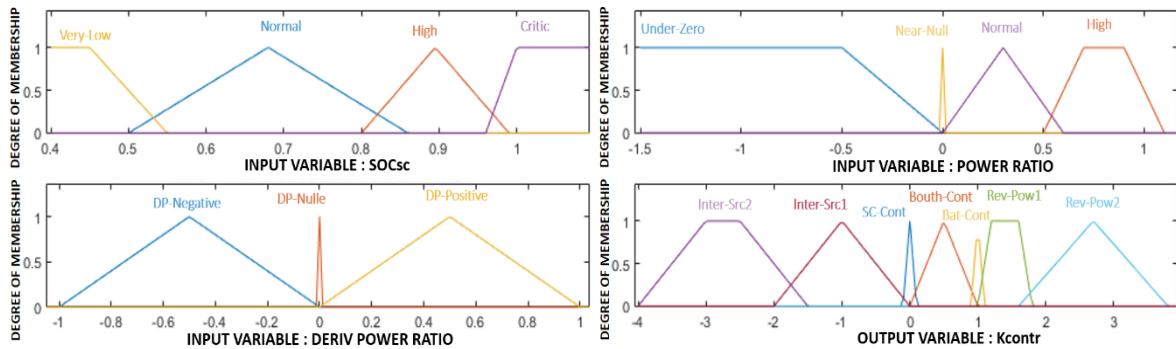 DEGREE OF MEMBERSHIP
Very-Low Normal High Critic
1
0.5
0
0.4 0.5 0.6 0.7 0.8 0.9 1
INPUT VARIABLE : SOCsc
DEGREE OF MEMBERSHIP
Under-Zero Near-Null Normal High
1
0.5
0
-1.5 -1 -0.5 0 0.5 1
INPUT VARIABLE : POWER RATIO
DEGREE OF MEMBERSHIP
DP-Negative DP-Nulle DP-Positive
1
0.5
0
-1 -0.8 -0.6 -0.4 -0.2 0 0.2 0.4 0.6 0.8 1
INPUT VARIABLE : DERIV POWER RATIO
DEGREE OF MEMBERSHIP
Inter-Src2 Inter-Src1 SC-Cont Bouth-Cont Bat-Cont Rev-Pow1 Rev-Pow2
1
0.5
0
-4 -3 -2 -1 0 1 2 3
OUTPUT VARIABLE : Kcontr